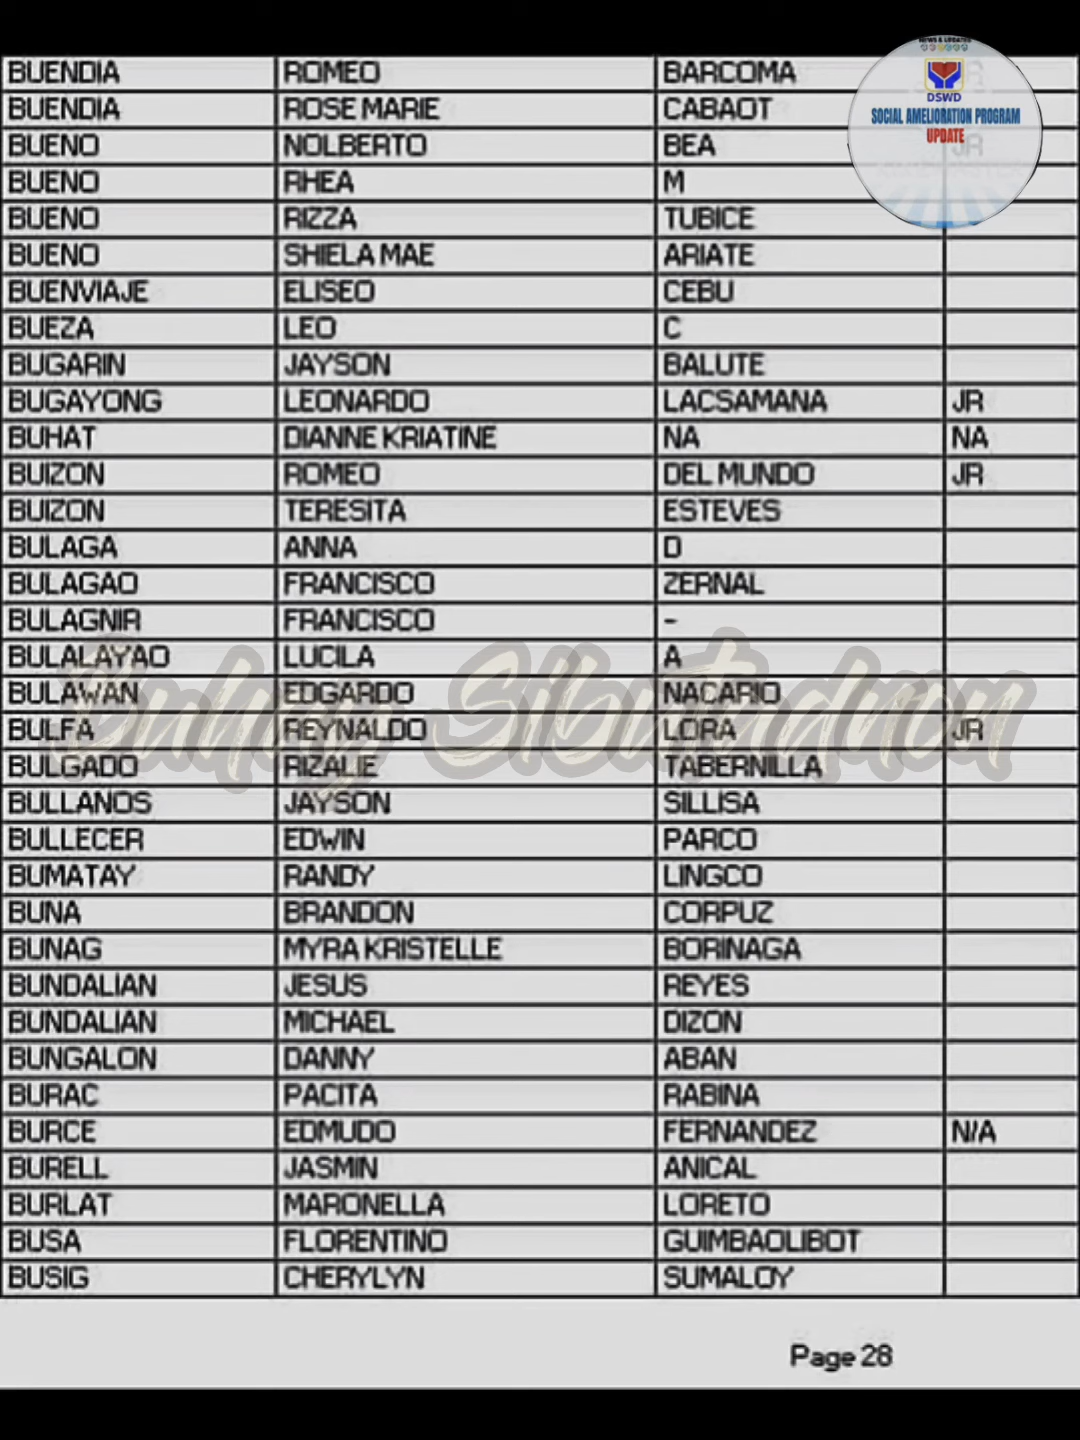 NEWS & UPDATES
DSWD
SOCIAL AMELIORATION PROGRAM
UPDATE
BUENDIA ROMEO BARCOMA JR
BUENDIA ROSE MARIE CABAOT
BUENO NOLBERTO BEA JR
BUENO RHEA M
BUENO RIZZA TUBICE
BUENO SHIELA MAE ARIATE
BUENVIAJE ELISEO CEBU
BUEZA LEO C
BUGARIN JAYSON BALUTE
BUGAYONG LEONARDO LACSAMANA JR
BUHAT DIANNE KRIATINE NA NA
BUIZON ROMEO DEL MUNDO JR
BUIZON TERESITA ESTEVES
BULAGA ANNA D
BULAGAO FRANCISCO ZERNAL
BULAGNIR FRANCISCO -
BULALAYAO LUCILA A
BULAWAN EDGARDO NACARIO
BULFA REYNALDO LORA JR
BULGADO RIZALIE TABERNILLA
BULLANOS JAYSON SILLISA
BULLECER EDWIN PARCO
BUMATAY RANDY LINGCO
BUNA BRANDON CORPUZ
BUNAG MYRA KRISTELLE BORINAGA
BUNDALIAN JESUS REYES
BUNDALIAN MICHAEL DIZON
BUNGALON DANNY ABAN
BURAC PACITA RABINA
BURCE EDMUDO FERNANDEZ N/A
BURELL JASMIN ANICAL
BURLAT MARONELLA LORETO
BUSA FLORENTINO GUIMBAOLIBOT
BUSIG CHERYLYN SUMALOY
Page 28